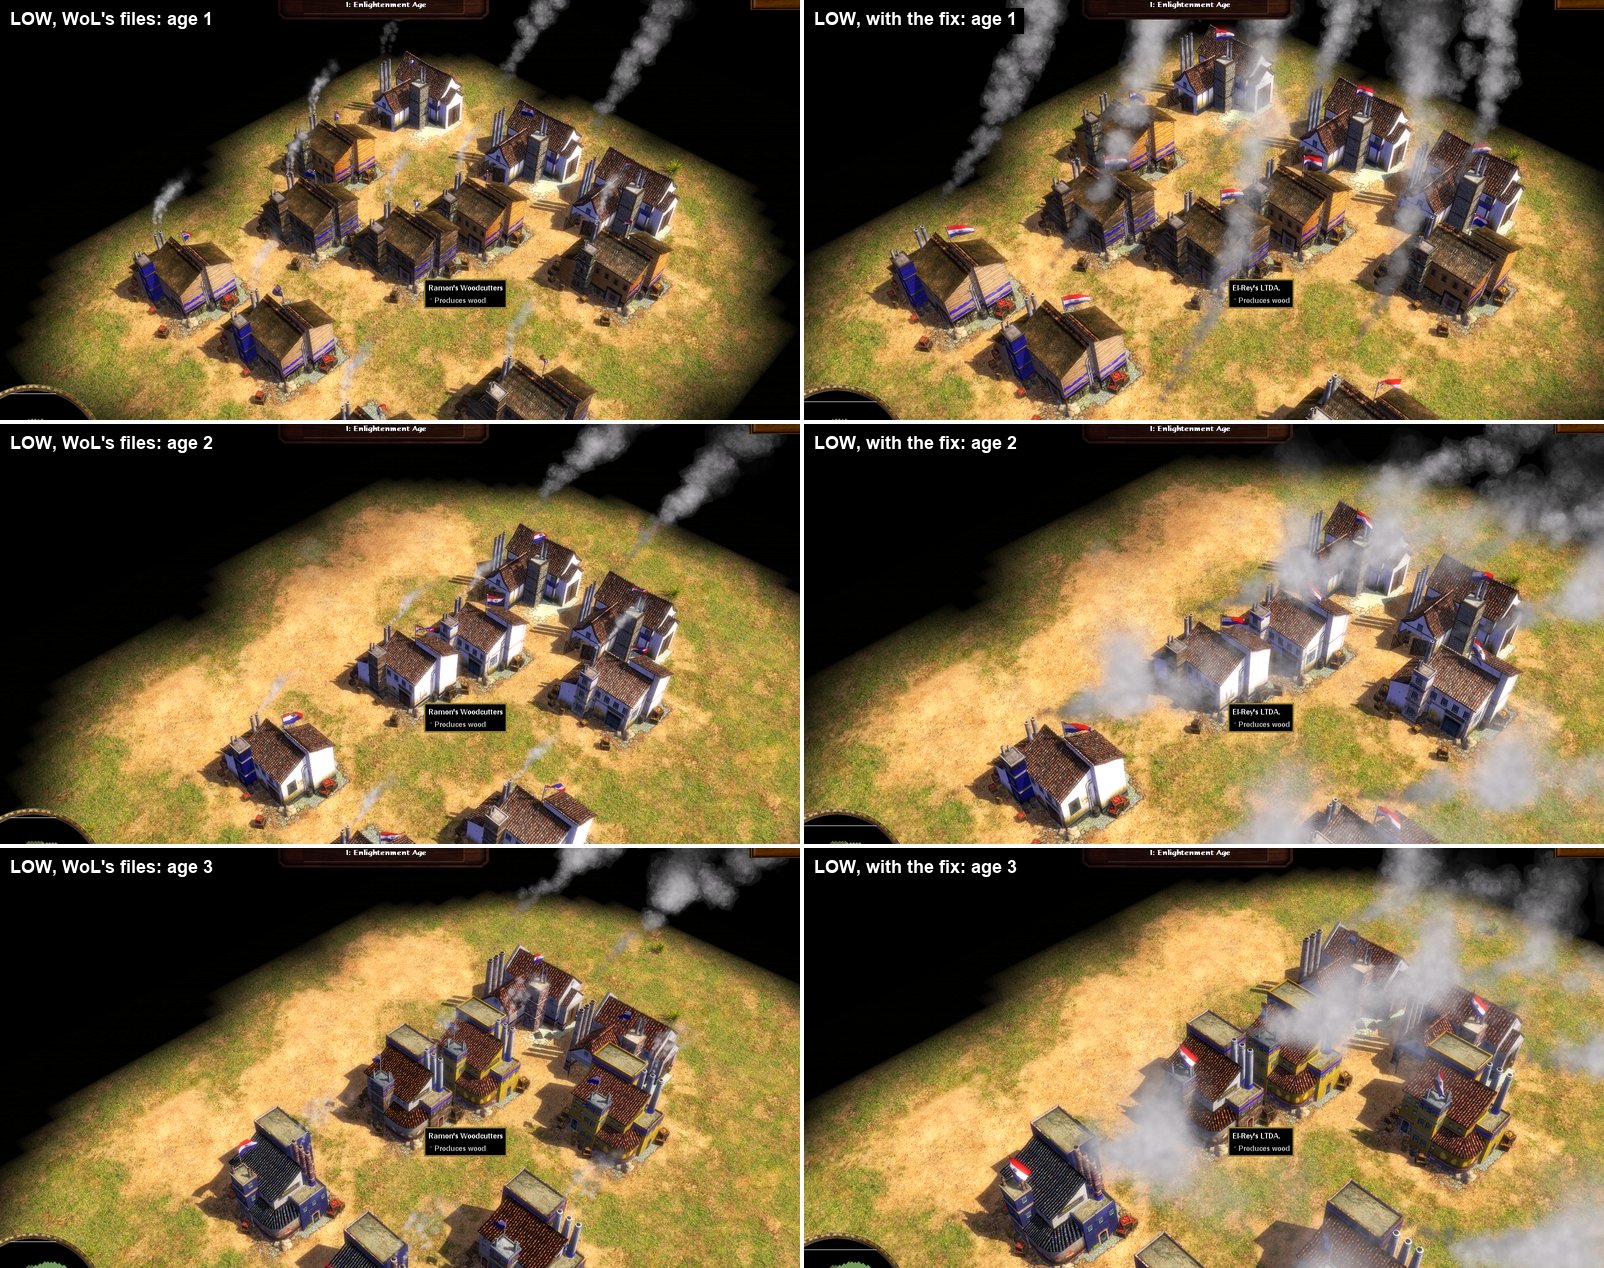 LOW, WoL's files: age 1
I: Enlightenment Age
Ramon's Woodcutters
* Produces wood
LOW, with the fix: age 1
I: Enlightenment Age
El-Rey's LTDA.
* Produces wood
LOW, WoL's files: age 2
I: Enlightenment Age
Ramon's Woodcutters
* Produces wood
LOW, with the fix: age 2
I: Enlightenment Age
El-Rey's LTDA.
* Produces wood
LOW, WoL's files: age 3
I: Enlightenment Age
Ramon's Woodcutters
* Produces wood
LOW, with the fix: age 3
I: Enlightenment Age
El-Rey's LTDA.
* Produces wood